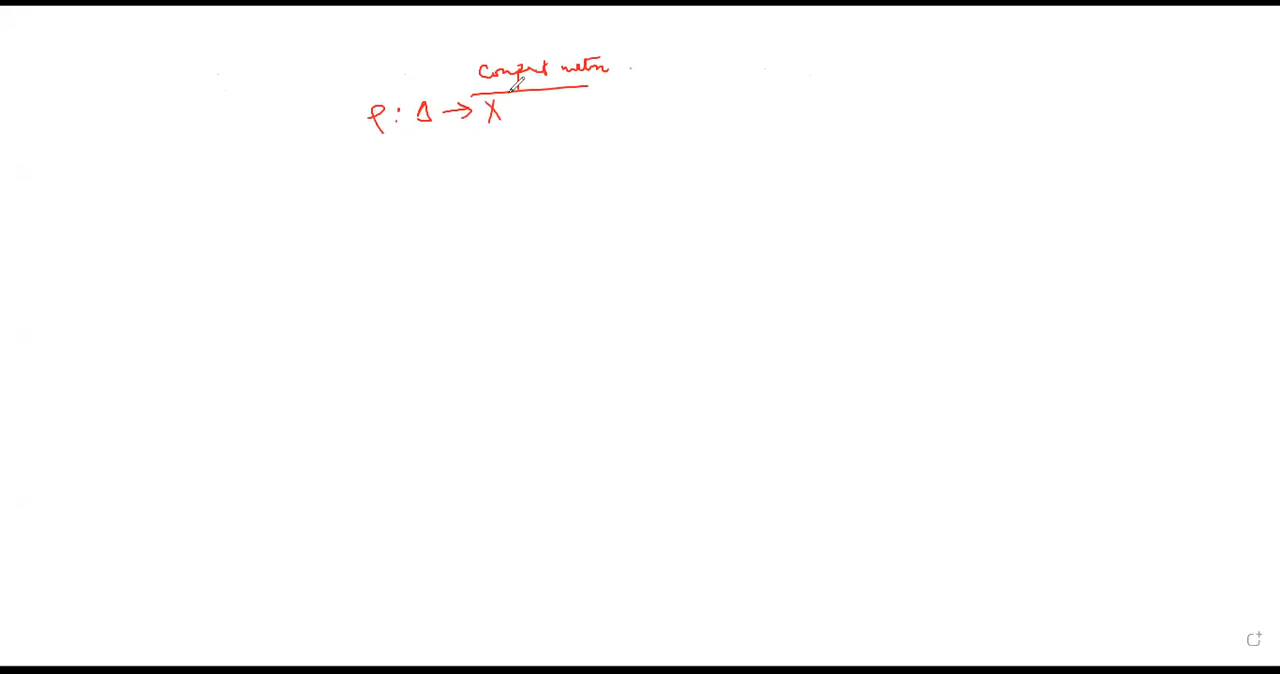 Compact metric
φ : Δ → X